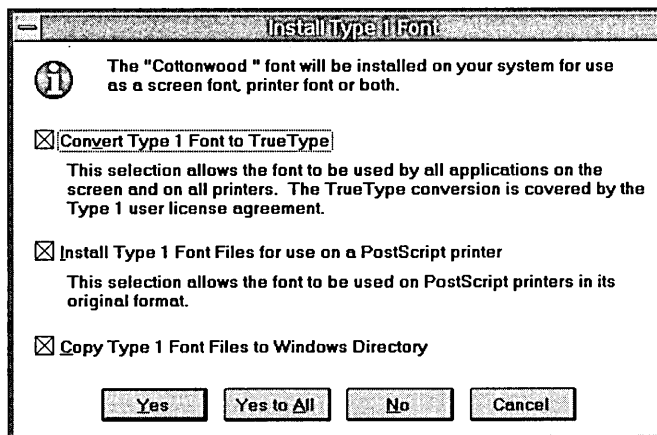 Install Type 1 Font
The "Cottonwood " font will be installed on your system for use
as a screen font, printer font or both.
Convert Type 1 Font to TrueType
This selection allows the font to be used by all applications on the
screen and on all printers. The TrueType conversion is covered by the
Type 1 user license agreement.
Install Type 1 Font Files for use on a PostScript printer
This selection allows the font to be used on PostScript printers in its
original format.
Copy Type 1 Font Files to Windows Directory
Yes Yes to All No Cancel